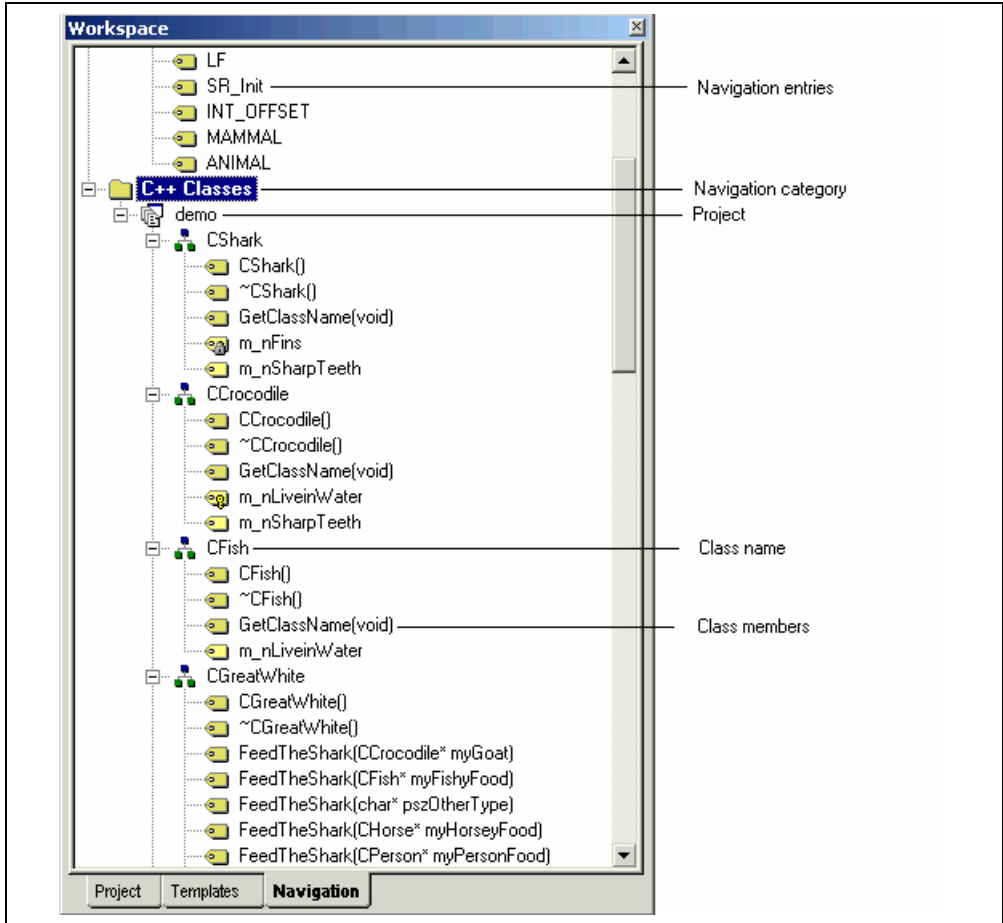 Workspace
LF
SR_Init
Navigation entries
INT_OFFSET
MAMMAL
ANIMAL
C++ Classes
Navigation category
demo
Project
CShark
CShark()
~CShark()
GetClassName(void)
m_nFins
m_nSharpTeeth
CCrocodile
CCrocodile()
~CCrocodile()
GetClassName(void)
m_nLiveinWater
m_nSharpTeeth
CFish
Class name
CFish()
~CFish()
GetClassName(void)
Class members
m_nLiveinWater
CGreatWhite
CGreatWhite()
~CGreatWhite()
FeedTheShark(CCrocodile* myGoat)
FeedTheShark(CFish* myFishyFood)
FeedTheShark(char* pszOtherType)
FeedTheShark(CHorse* myHorseyFood)
FeedTheShark(CPerson* myPersonFood)
Project Templates Navigation